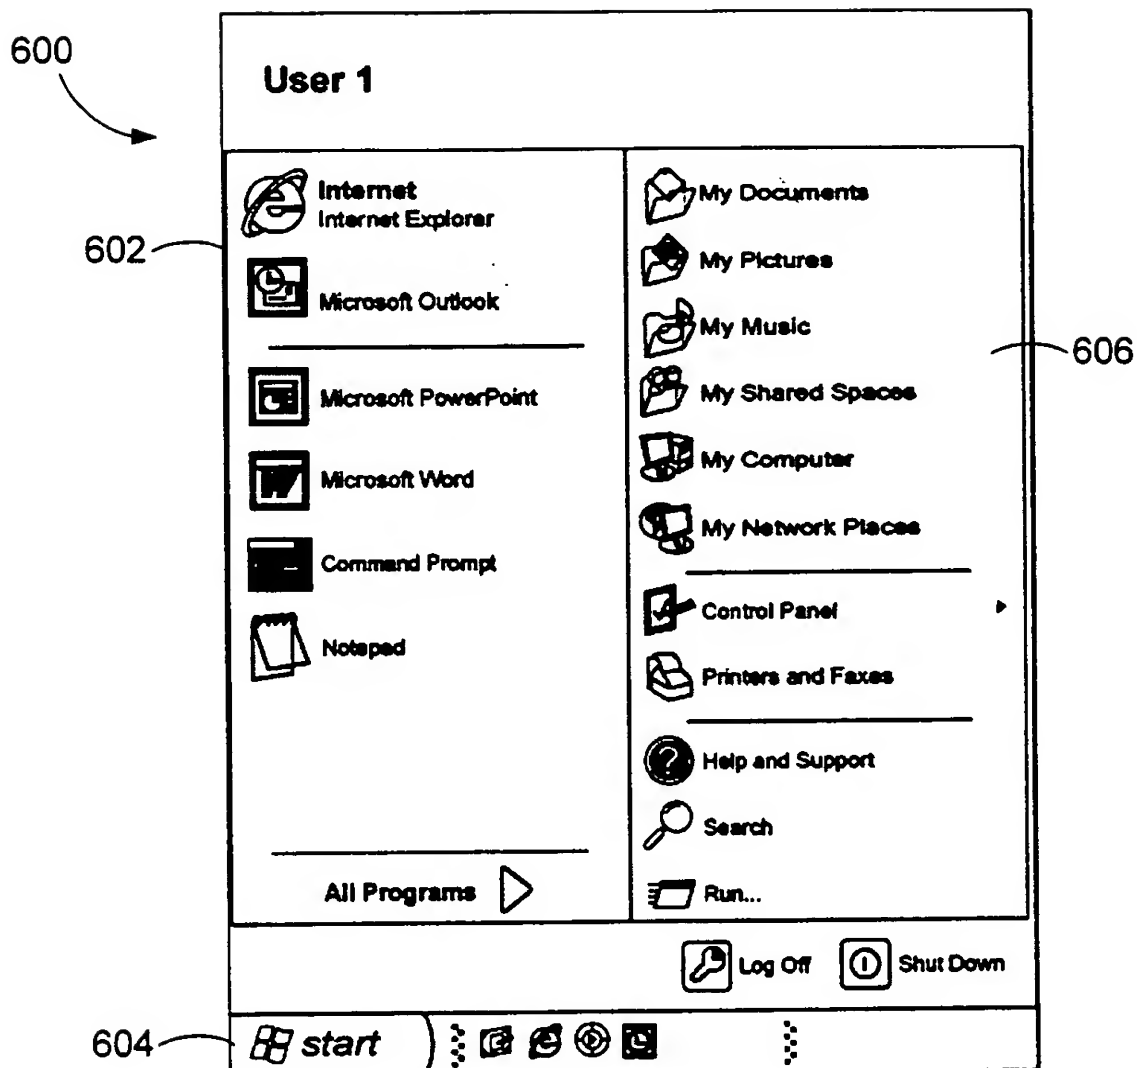 600
User 1
602
Internet
Internet Explorer
Microsoft Outlook
Microsoft PowerPoint
Microsoft Word
Command Prompt
Notepad
All Programs
My Documents
My Pictures
My Music
606
My Shared Spaces
My Computer
My Network Places
Control Panel
Printers and Faxes
Help and Support
Search
Run...
Log Off
Shut Down
604
start